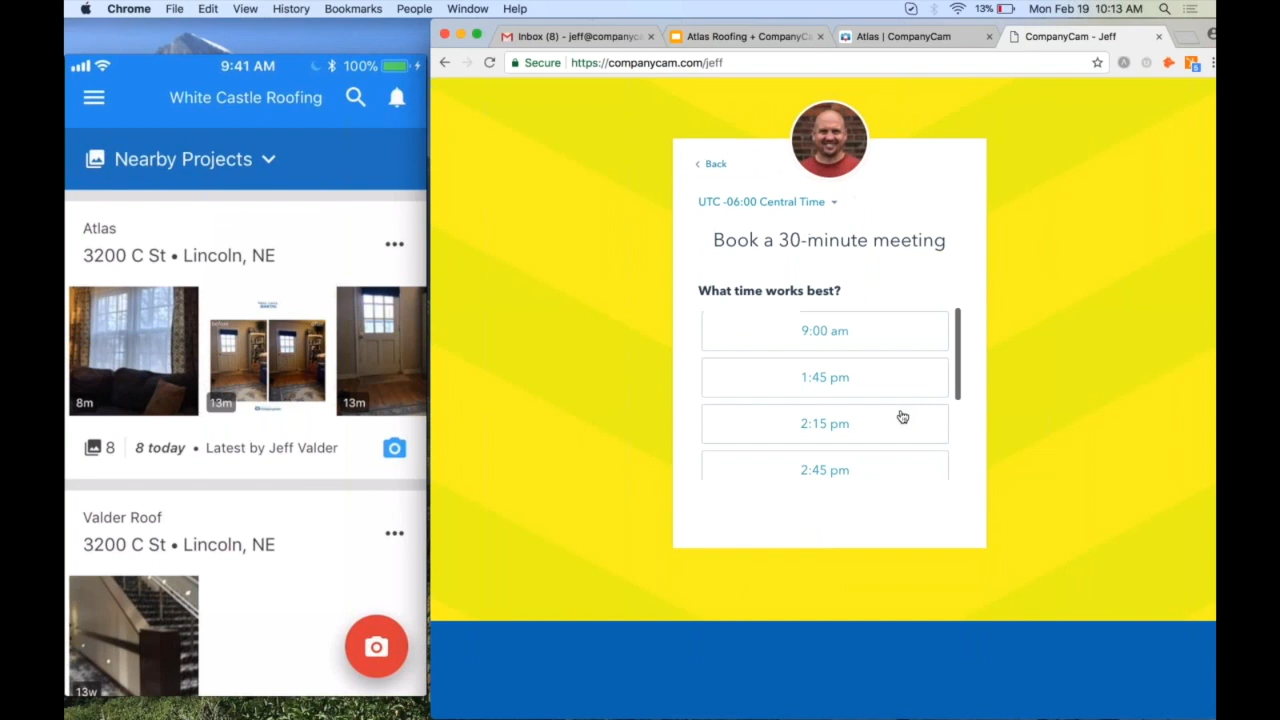 Chrome File Edit View History Bookmarks People Window Help 13% Mon Feb 19 10:13 AM
Inbox (8) - jeff@companyc Atlas Roofing + CompanyCa Atlas | CompanyCam CompanyCam - Jeff
Secure https://companycam.com/jeff
9:41 AM 100%
White Castle Roofing
Nearby Projects
Atlas
3200 C St • Lincoln, NE
8m
13m
13m
8 8 today • Latest by Jeff Valder
Valder Roof
3200 C St • Lincoln, NE
13w
Back
UTC -06:00 Central Time
Book a 30-minute meeting
What time works best?
9:00 am
1:45 pm
2:15 pm
2:45 pm